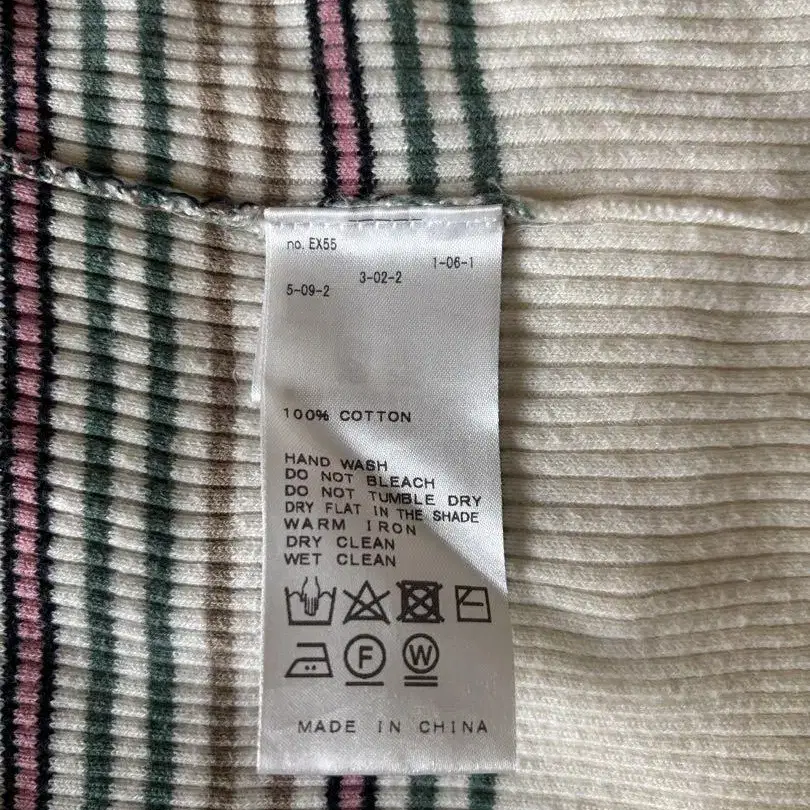 no. EX55
1-06-1
3-02-2
5-09-2
100% COTTON
HAND WASH
DO NOT BLEACH
DO NOT TUMBLE DRY
DRY FLAT IN THE SHADE
WARM IRON
DRY CLEAN
WET CLEAN
F W
MADE IN CHINA